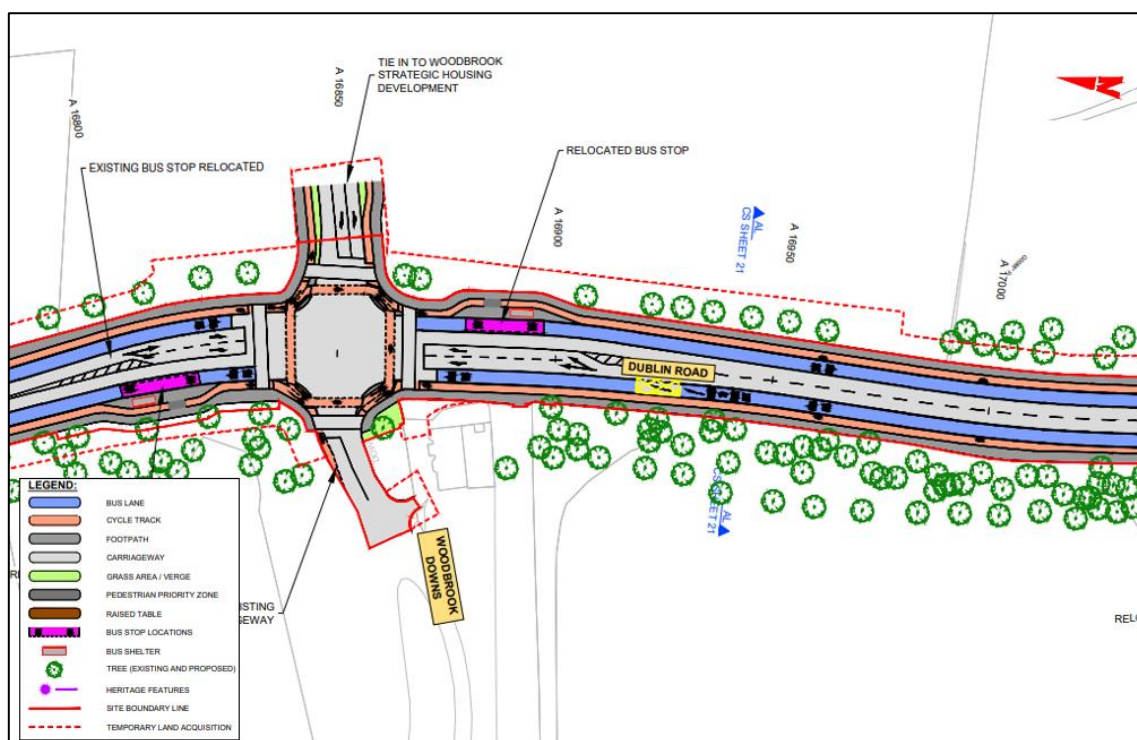 TIE IN TO WOODBROOK
STRATEGIC HOUSING
DEVELOPMENT
A 16800
A 16850
EXISTING BUS STOP RELOCATED
RELOCATED BUS STOP
A 16900
AL
CS SHEET 21
A 16950
A 17000
DUBLIN ROAD
CS SHEET 21
AL
WOODBROOK
DOWNS
ISTING
GEWAY
RELO
LEGEND:
BUS LANE
CYCLE TRACK
FOOTPATH
CARRIAGEWAY
GRASS AREA / VERGE
PEDESTRIAN PRIORITY ZONE
RAISED TABLE
BUS STOP LOCATIONS
BUS SHELTER
TREE (EXISTING AND PROPOSED)
HERITAGE FEATURES
SITE BOUNDARY LINE
TEMPORARY LAND ACQUISITION